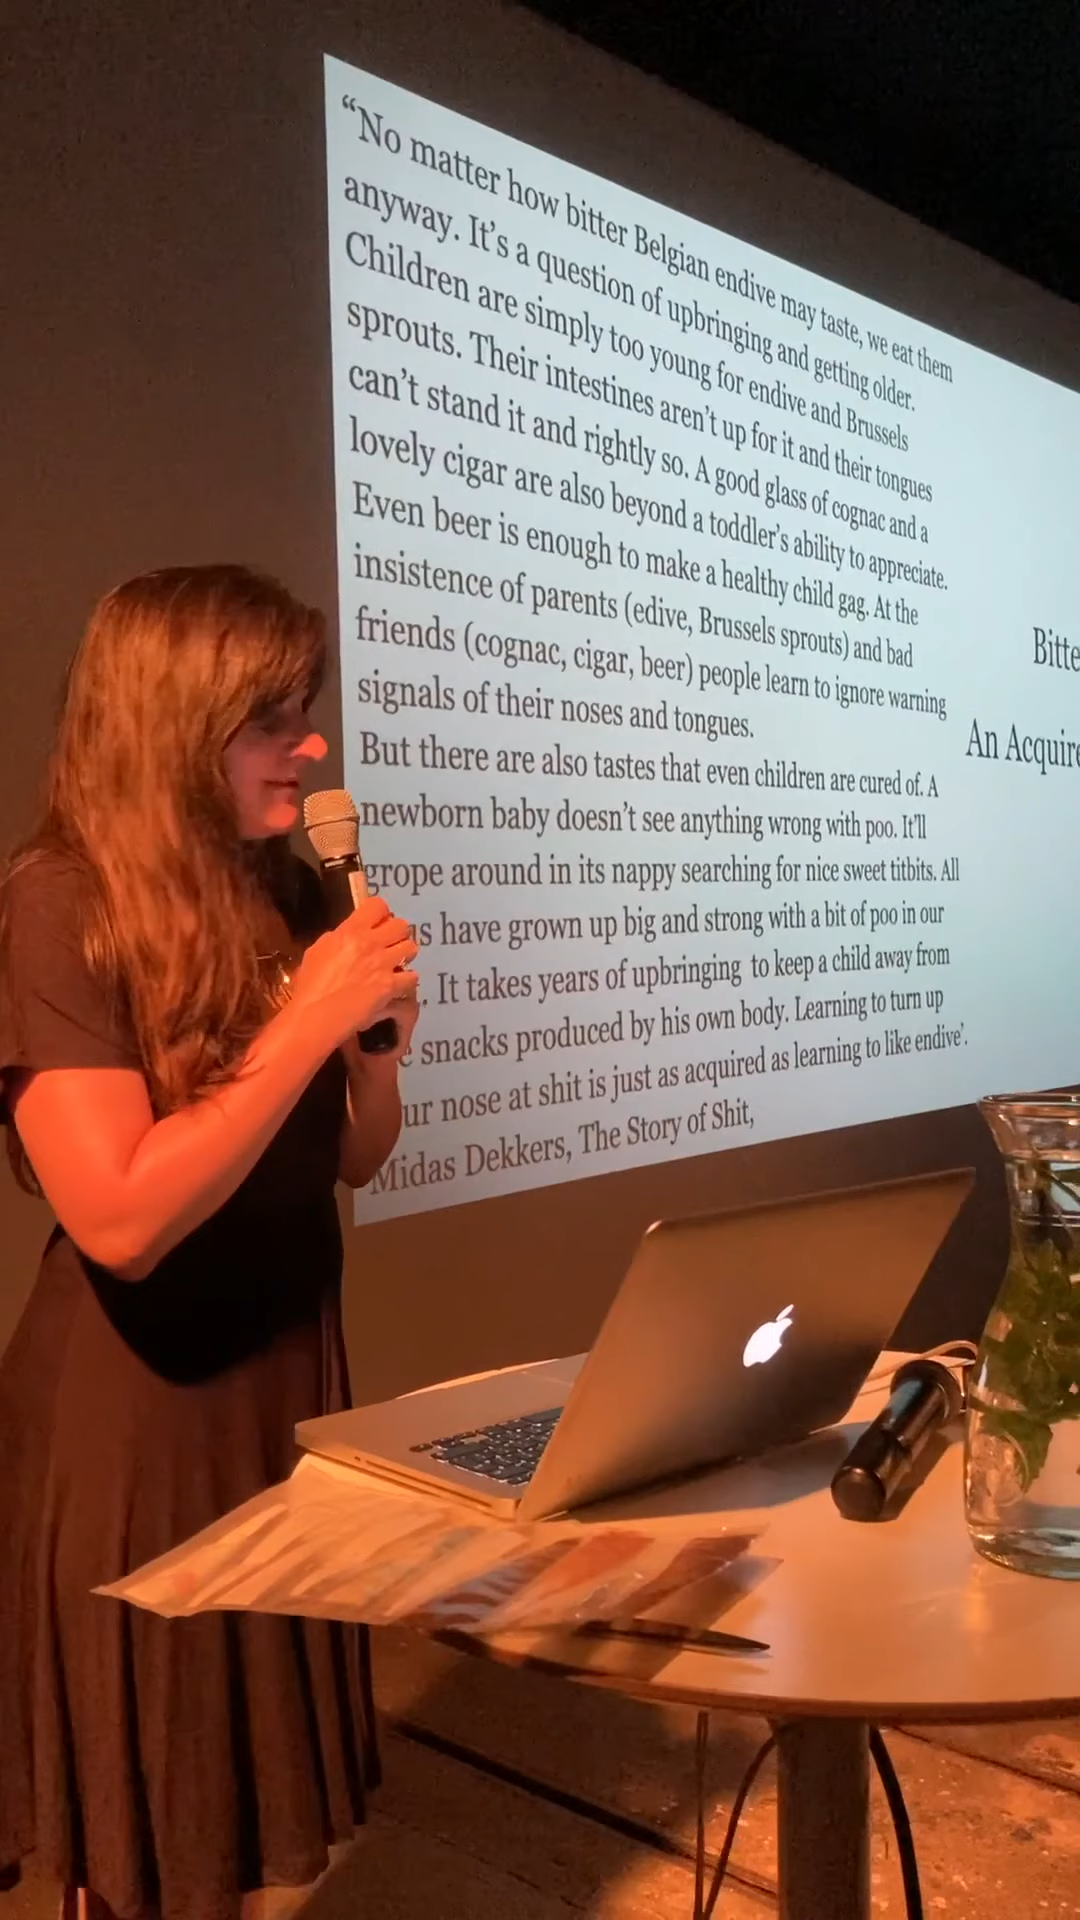 “No matter how bitter Belgian endive may taste, we eat them
anyway. It’s a question of upbringing and getting older.
Children are simply too young for endive and Brussels
sprouts. Their intestines aren’t up for it and their tongues
can’t stand it and rightly so. A good glass of cognac and a
lovely cigar are also beyond a toddler’s ability to appreciate.
Even beer is enough to make a healthy child gag. At the
insistence of parents (edive, Brussels sprouts) and bad
friends (cognac, cigar, beer) people learn to ignore warning
signals of their noses and tongues.
But there are also tastes that even children are cured of. A
newborn baby doesn’t see anything wrong with poo. It’ll
grope around in its nappy searching for nice sweet titbits. All
have grown up big and strong with a bit of poo in our
. It takes years of upbringing to keep a child away from
snacks produced by his own body. Learning to turn up
ur nose at shit is just as acquired as learning to like endive’.
Midas Dekkers, The Story of Shit,
Bitte
An Acquire